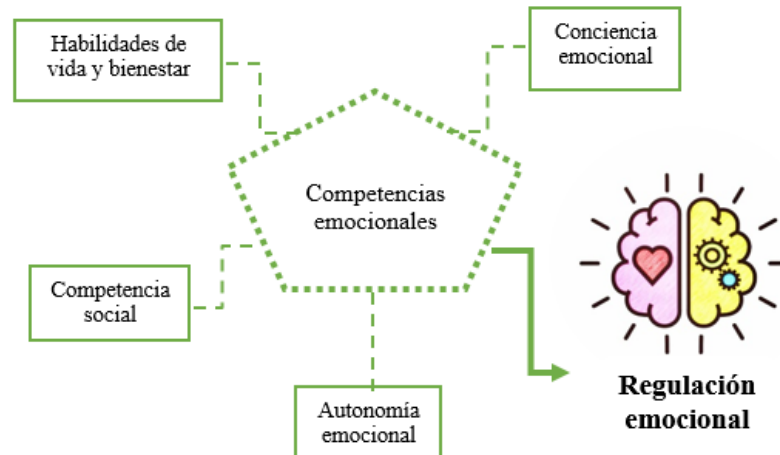 Habilidades de
vida y bienestar
Conciencia
emocional
Competencias
emocionales
Competencia
social
Autonomía
emocional
Regulación
emocional